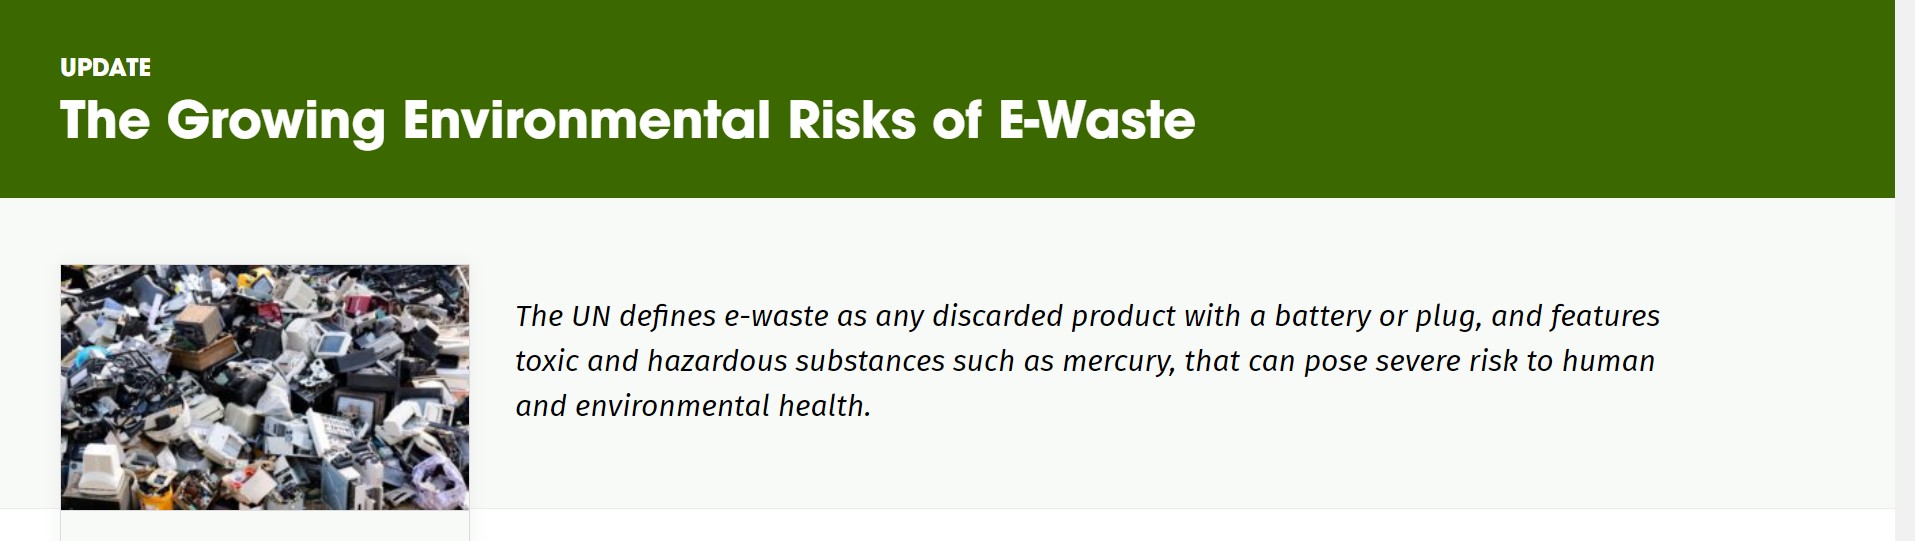 UPDATE
The Growing Environmental Risks of E-Waste
The UN defines e-waste as any discarded product with a battery or plug, and features
toxic and hazardous substances such as mercury, that can pose severe risk to human
and environmental health.